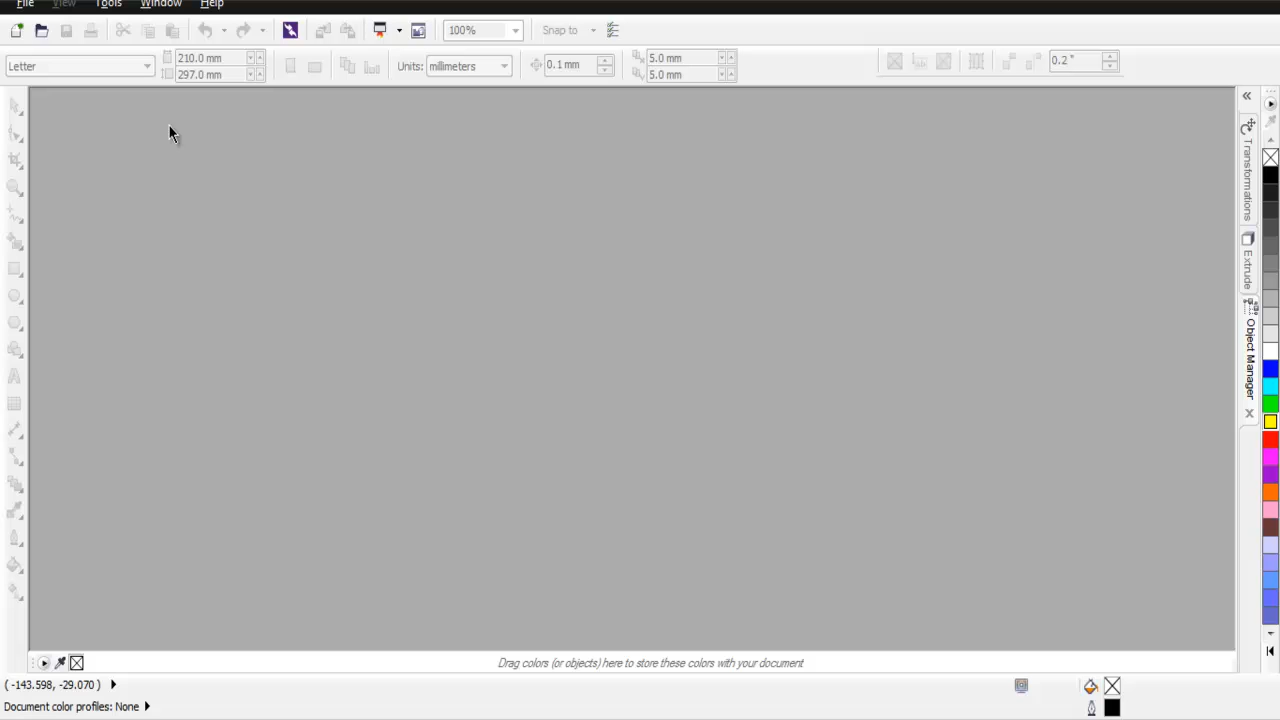 File View Tools Window Help
100% Snap to
Letter 210.0 mm 297.0 mm Units: millimeters 0.1 mm 5.0 mm 5.0 mm 0.2 "
Transformations
Extrude
Object Manager
Drag colors (or objects) here to store these colors with your document
( -143.598, -29.070 )
Document color profiles: None